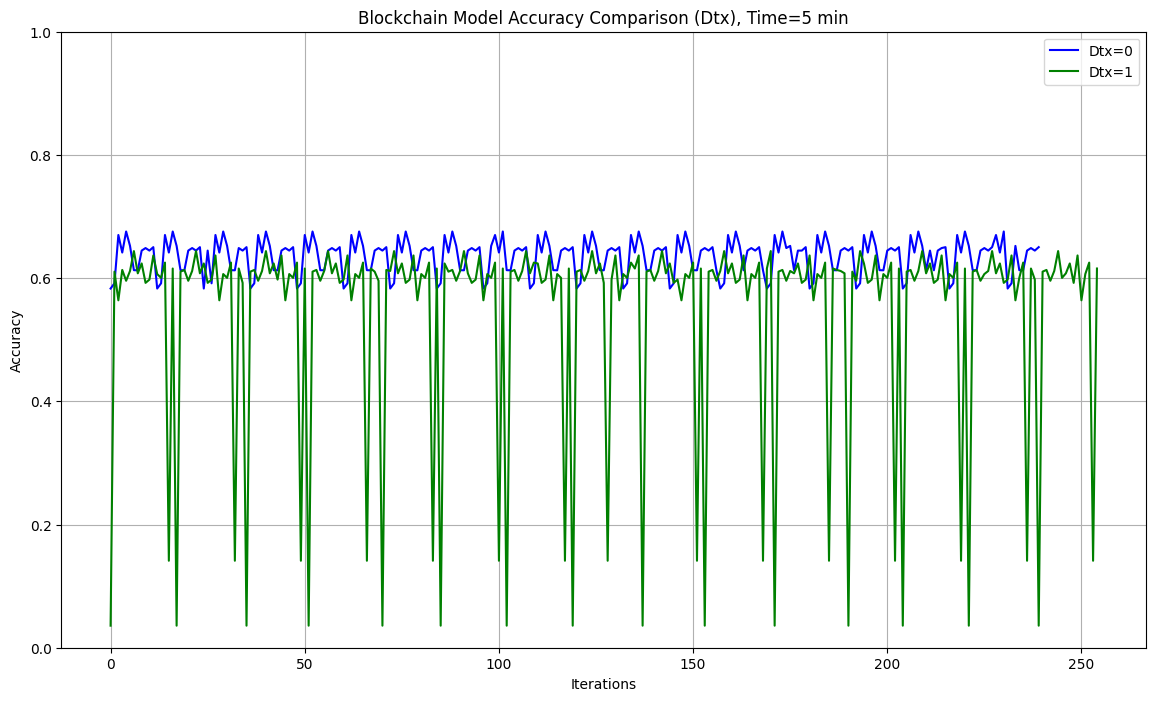 Blockchain Model Accuracy Comparison (Dtx), Time=5 min
1.0
0.8
0.6
0.4
0.2
0.0
Accuracy
Dtx=0
Dtx=1
0 50 100 150 200 250
Iterations